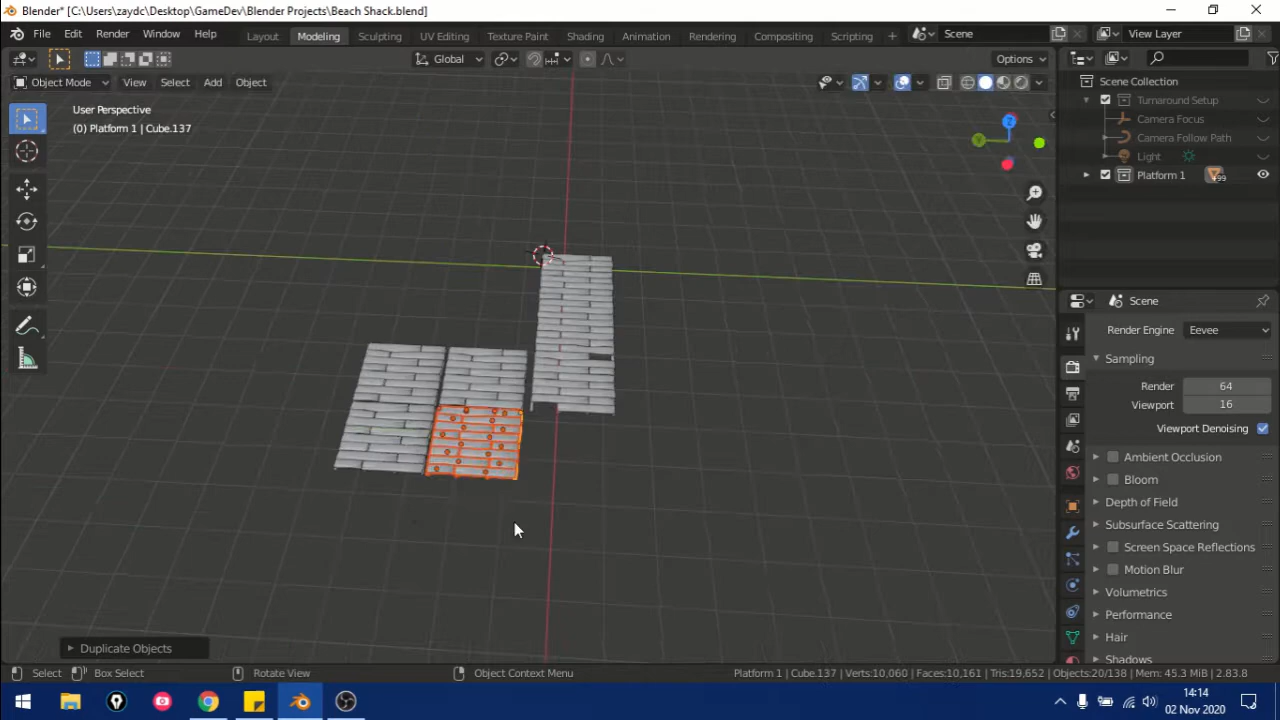 Blender* [C:\Users\zaydc\Desktop\GameDev\Blender Projects\Beach Shack.blend]
File Edit Render Window Help Layout Modeling Sculpting UV Editing Texture Paint Shading Animation Rendering Compositing Scripting + Scene View Layer
Global Options
Object Mode View Select Add Object
User Perspective
(0) Platform 1 | Cube.137
Z
Y
Scene Collection
Turnaround Setup
Camera Focus
Camera Follow Path
Light
Platform 1
Scene
Render Engine Eevee
Sampling
Render 64
Viewport 16
Viewport Denoising
Ambient Occlusion
Bloom
Depth of Field
Subsurface Scattering
Screen Space Reflections
Motion Blur
Volumetrics
Performance
Hair
Shadows
Duplicate Objects
Select Box Select Rotate View Object Context Menu Platform 1 | Cube.137 | Verts:10,060 | Faces:10,161 | Tris:19,652 | Objects:20/138 | Mem: 45.3 MiB | 2.83.8
14:14
02 Nov 2020